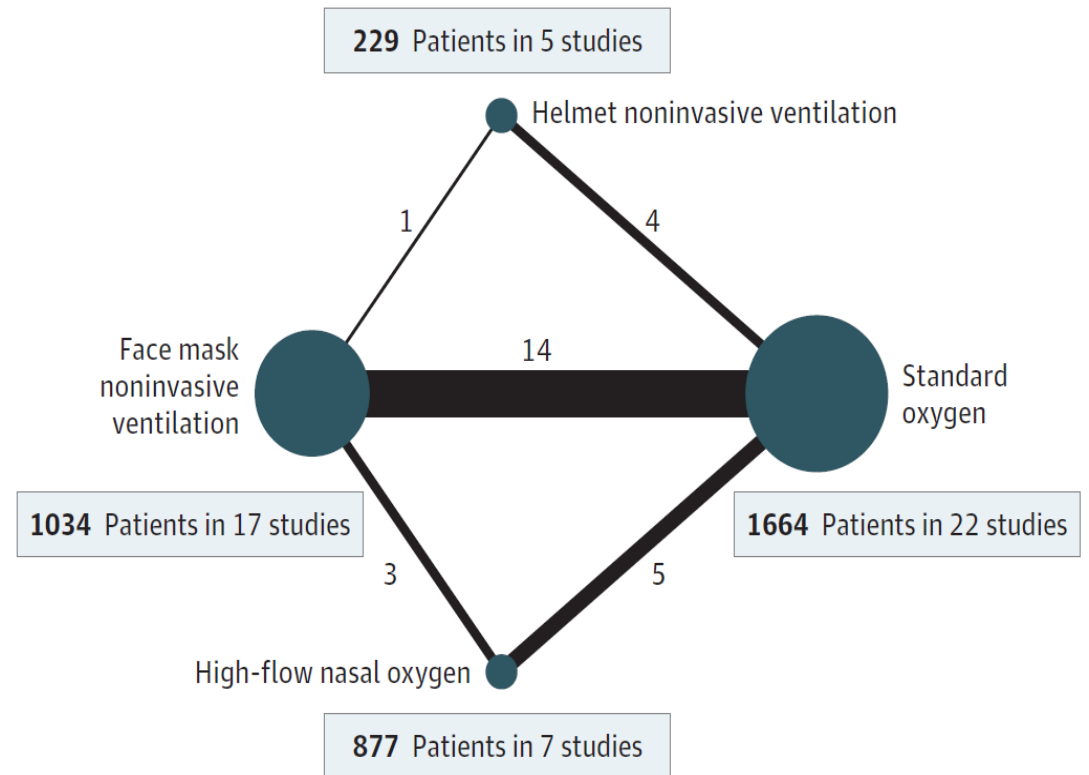 229 Patients in 5 studies
Helmet noninvasive ventilation
1
4
Face mask
noninvasive
ventilation
14
Standard
oxygen
1034 Patients in 17 studies
1664 Patients in 22 studies
3
5
High-flow nasal oxygen
877 Patients in 7 studies